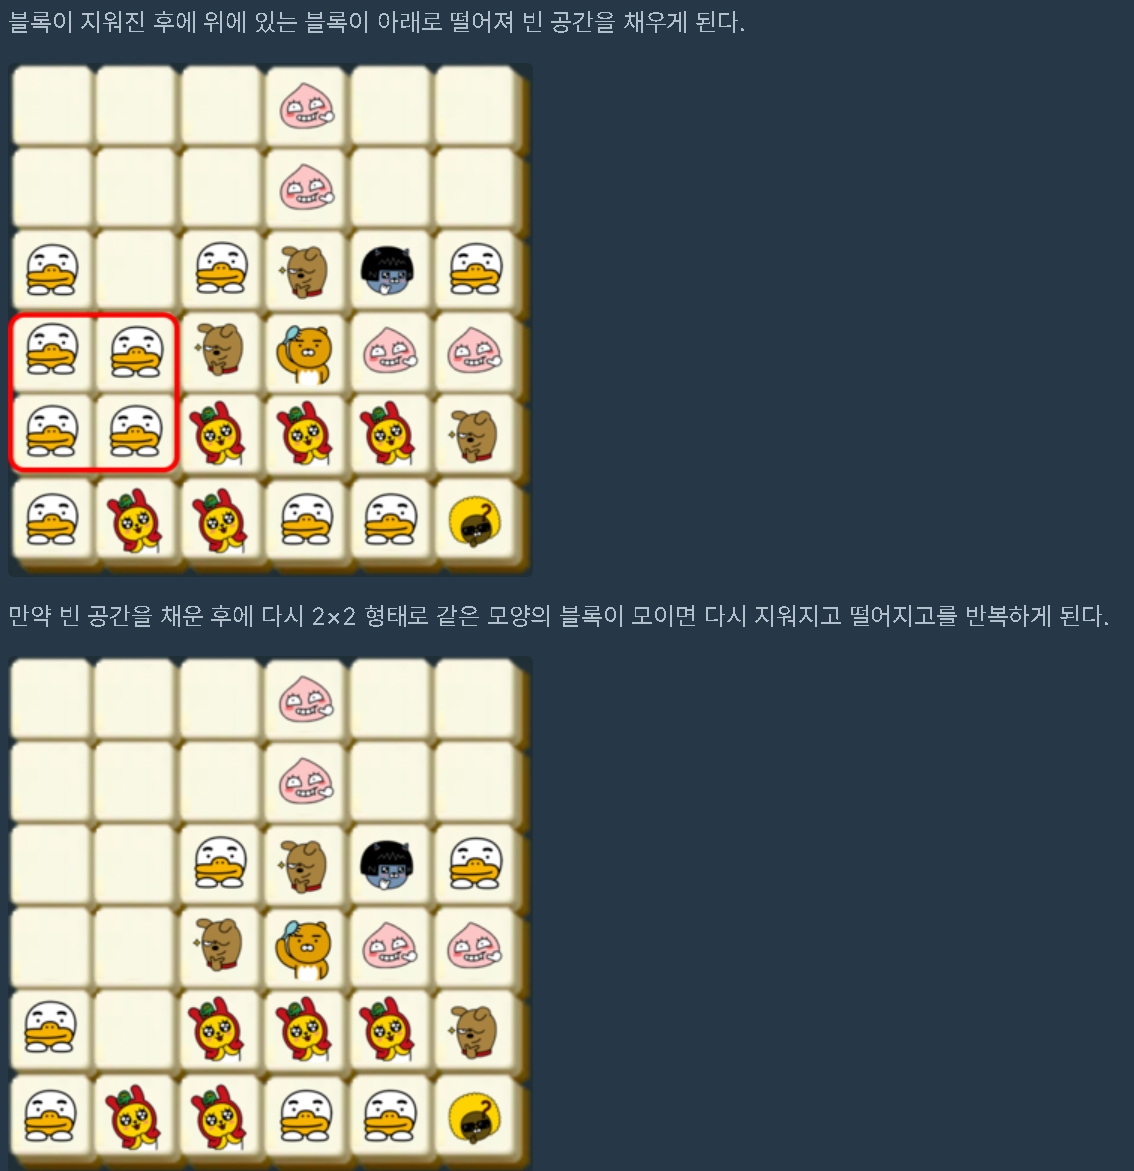 블록이 지워진 후에 위에 있는 블록이 아래로 떨어져 빈 공간을 채우게 된다.
만약 빈 공간을 채운 후에 다시 2×2 형태로 같은 모양의 블록이 모이면 다시 지워지고 떨어지고를 반복하게 된다.